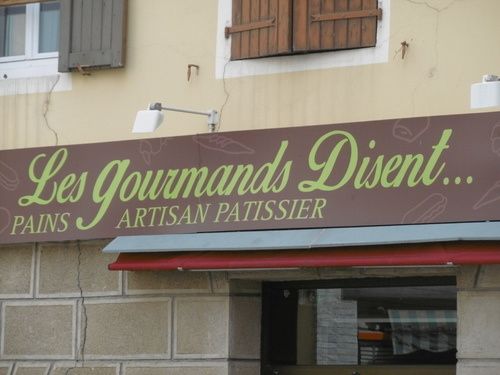 Les gourmands Disent...
PAINS ARTISAN PATISSIER